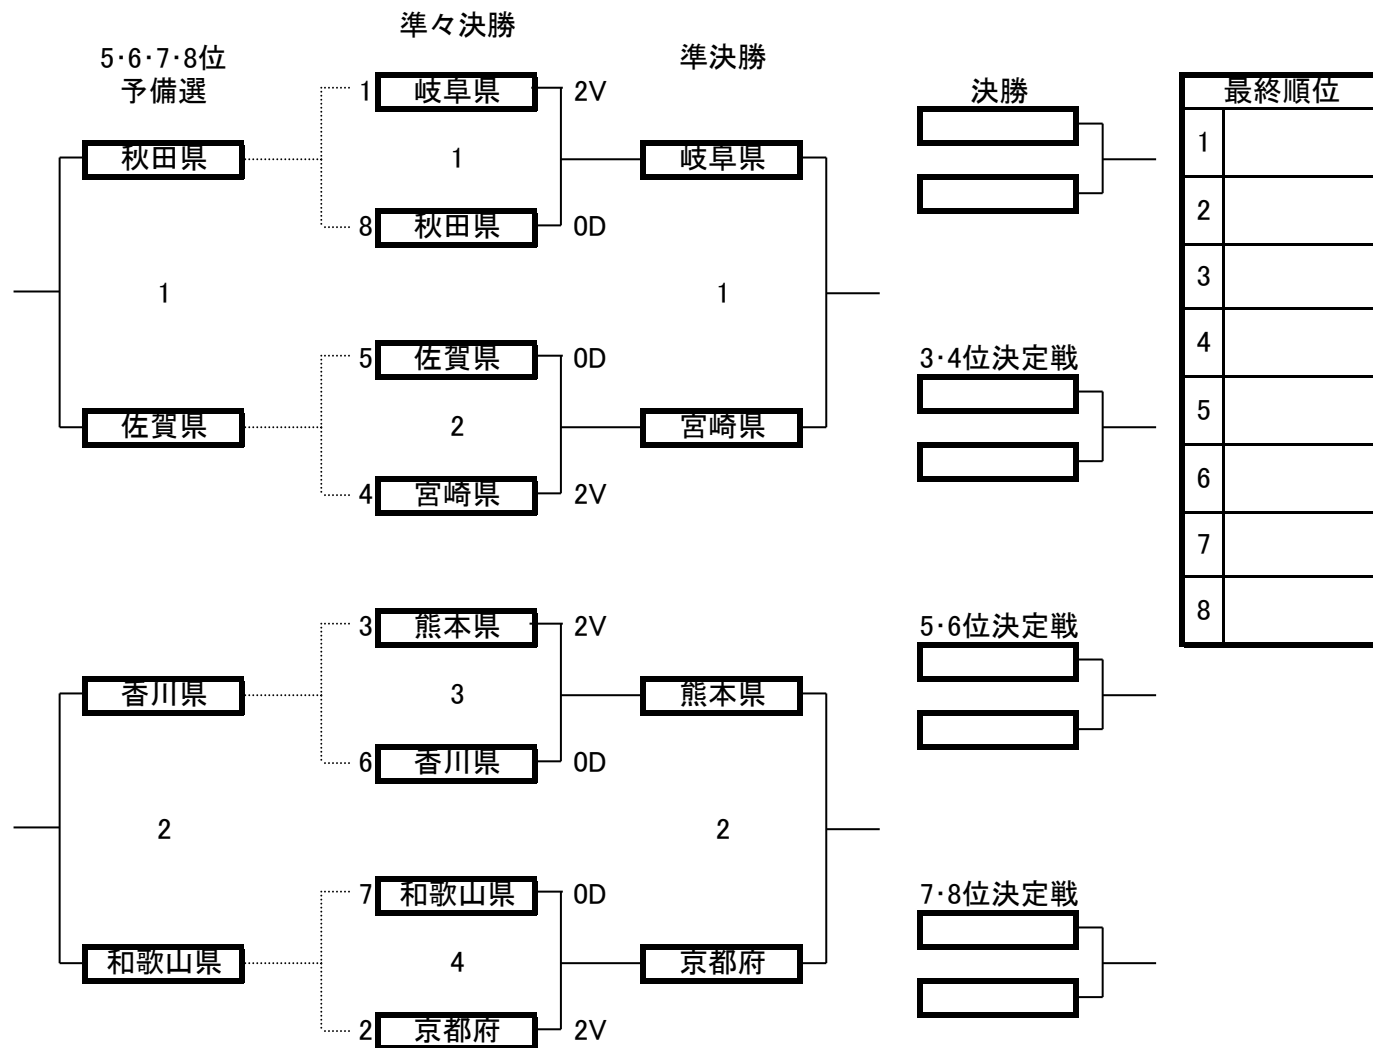 準々決勝
5・6・7・8位
予備選
準決勝
1 岐阜県 2V
決勝
最終順位
秋田県
1
岐阜県
8 秋田県 0D
1
1
5 佐賀県 0D
3・4位決定戦
佐賀県
2
宮崎県
4 宮崎県 2V
3 熊本県 2V
5・6位決定戦
香川県
3
熊本県
6 香川県 0D
2
2
7 和歌山県 0D
7・8位決定戦
和歌山県
4
京都府
2 京都府 2V
1
2
3
4
5
6
7
8